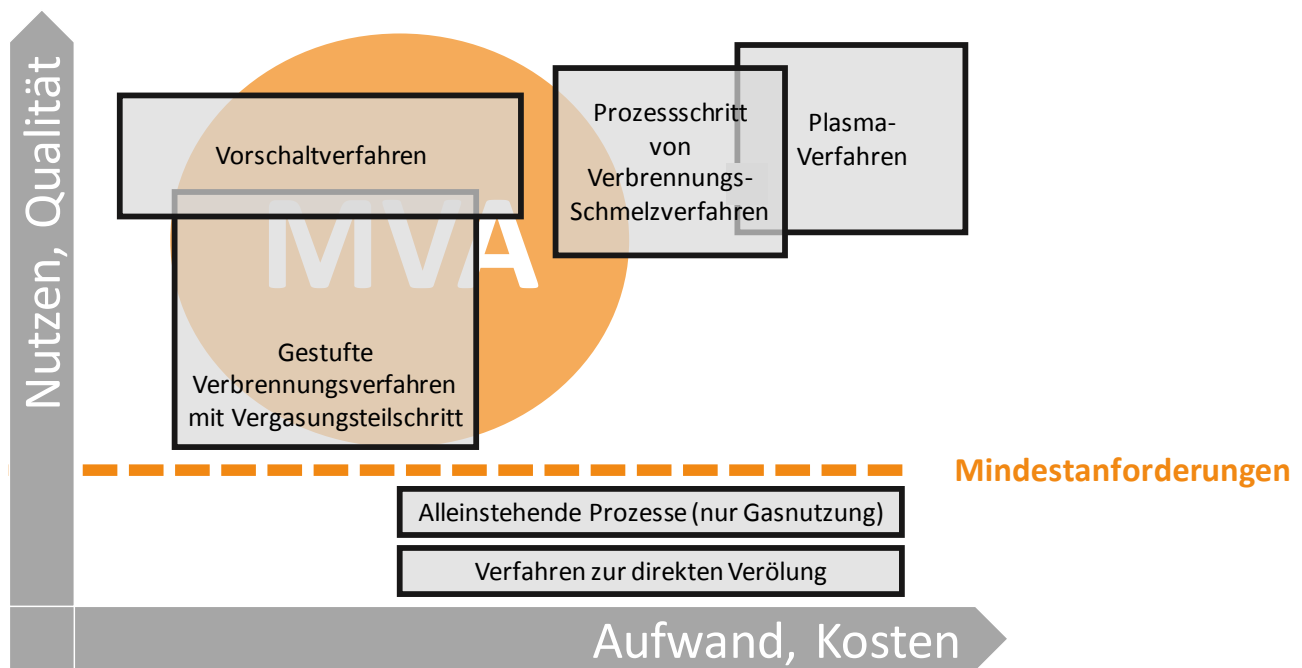 Nutzen, Qualität
Vorschaltverfahren
MVA
Gestufte
Verbrennungsverfahren
mit Vergasungsteilschritt
Prozessschritt
von
Verbrennungs-
Schmelzverfahren
Plasma-
Verfahren
Mindestanforderungen
Alleinstehende Prozesse (nur Gasnutzung)
Verfahren zur direkten Verölung
Aufwand, Kosten